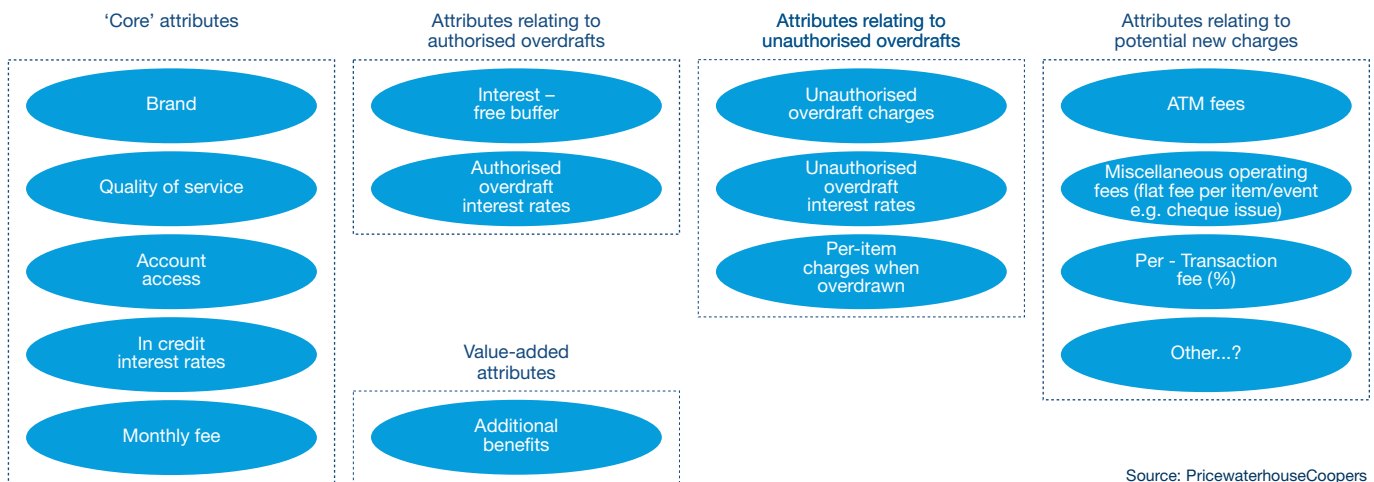 ‘Core’ attributes
Brand
Quality of service
Account
access
In credit
interest rates
Monthly fee
Attributes relating to
authorised overdrafts
Interest –
free buffer
Authorised
overdraft
interest rates
Value-added
attributes
Additional
benefits
Attributes relating to
unauthorised overdrafts
Unauthorised
overdraft charges
Unauthorised
overdraft
interest rates
Per-item
charges when
overdrawn
Attributes relating to
potential new charges
ATM fees
Miscellaneous operating
fees (flat fee per item/event
e.g. cheque issue)
Per - Transaction
fee (%)
Other...?
Source: PricewaterhouseCoopers